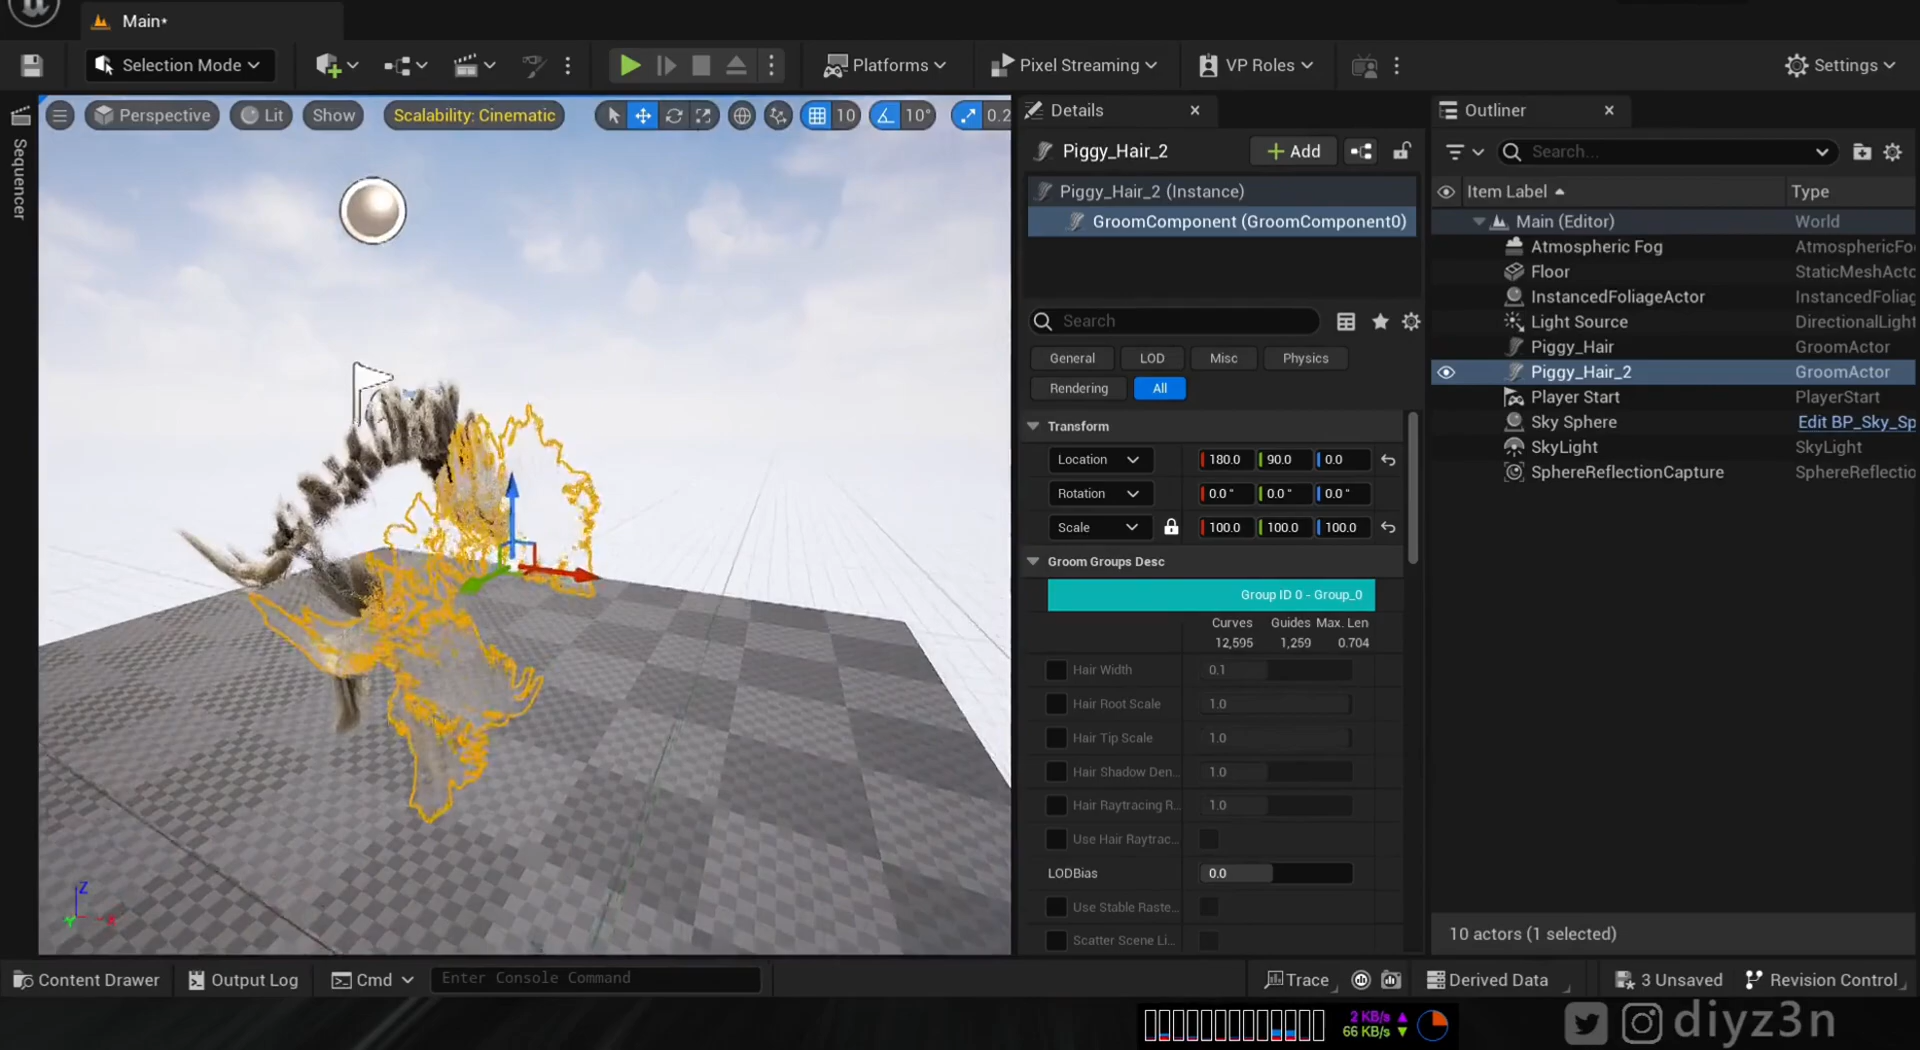 Main•
Selection Mode
Platforms
Pixel Streaming
VP Roles
Settings
Sequencer
Perspective
Lit
Show
Scalability: Cinematic
10
10°
0.2
Z
Details
Piggy_Hair_2
Add
Piggy_Hair_2 (Instance)
GroomComponent (GroomComponent0)
Search
General
LOD
Misc
Physics
Rendering
All
Transform
Location 180.0 90.0 0.0
Rotation 0.0 ° 0.0 ° 0.0 °
Scale 100.0 100.0 100.0
Groom Groups Desc
Group ID 0 - Group_0
Curves Guides Max. Len
12,595 1,259 0.704
Hair Width 0.1
Hair Root Scale 1.0
Hair Tip Scale 1.0
Hair Shadow Den... 1.0
Hair Raytracing R... 1.0
Use Hair Raytrac...
LODBias 0.0
Use Stable Raste...
Scatter Scene Li...
Outliner
Search...
Item Label Type
Main (Editor) World
Atmospheric Fog AtmosphericFo
Floor StaticMeshActo
InstancedFoliageActor InstancedFoliag
Light Source DirectionalLight
Piggy_Hair GroomActor
Piggy_Hair_2 GroomActor
Player Start PlayerStart
Sky Sphere Edit BP_Sky_Sp
SkyLight SkyLight
SphereReflectionCapture SphereReflectio
10 actors (1 selected)
Content Drawer
Output Log
Cmd
Enter Console Command
Trace
Derived Data
3 Unsaved
Revision Control
2 KB/s
66 KB/s
diyz3n